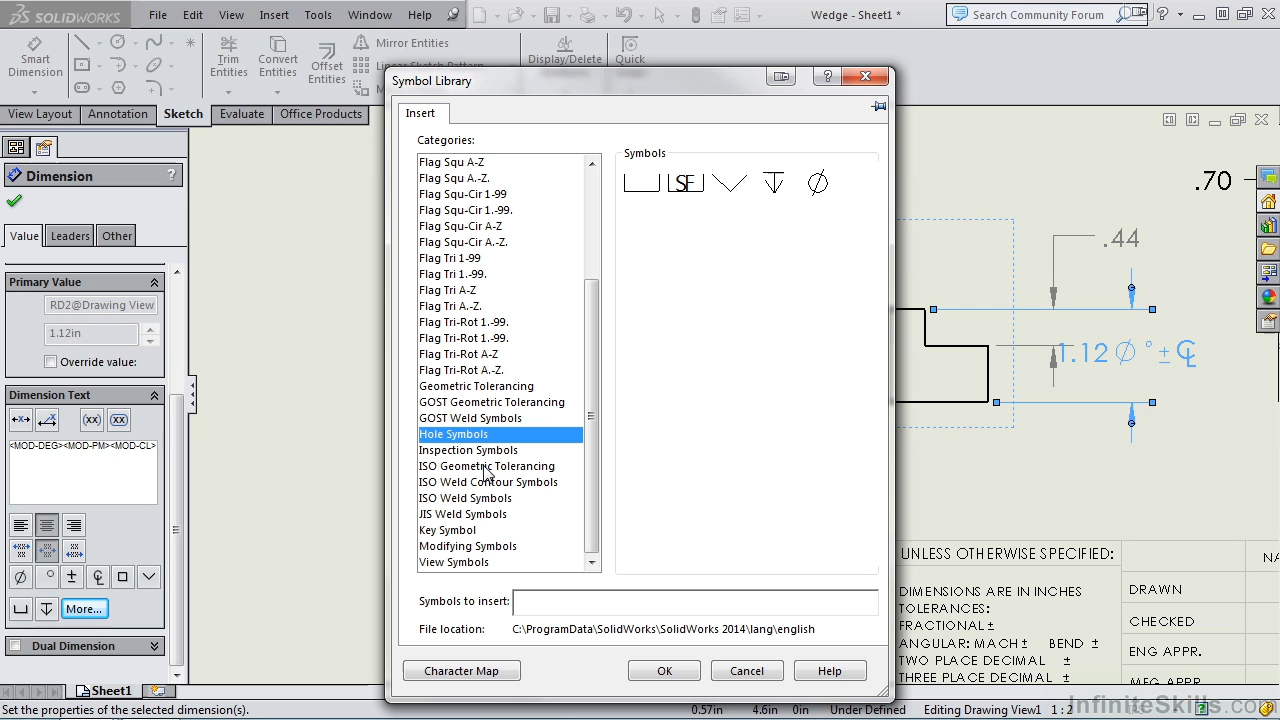 SOLIDWORKS File Edit View Insert Tools Window Help Wedge - Sheet1 * Search Community Forum
Smart Dimension
Trim Entities
Convert Entities
Offset Entities
Mirror Entities
Display/Delete
Quick
View Layout Annotation Sketch Evaluate Office Products
Dimension ?
Value Leaders Other
Primary Value
RD2@Drawing View
1.12in
Override value:
Dimension Text
(xx) (xx)
<MOD-DEG><MOD-PM><MOD-CL>
More...
Dual Dimension
Sheet1
Symbol Library
Insert
Categories:
Flag Squ A-Z
Flag Squ A.-Z.
Flag Squ-Cir 1-99
Flag Squ-Cir 1.-99.
Flag Squ-Cir A-Z
Flag Squ-Cir A.-Z.
Flag Tri 1-99
Flag Tri 1.-99.
Flag Tri A-Z
Flag Tri A.-Z.
Flag Tri-Rot 1.-99.
Flag Tri-Rot 1.-99.
Flag Tri-Rot A-Z
Flag Tri-Rot A.-Z.
Geometric Tolerancing
GOST Geometric Tolerancing
GOST Weld Symbols
Hole Symbols
Inspection Symbols
ISO Geometric Tolerancing
ISO Weld Contour Symbols
ISO Weld Symbols
JIS Weld Symbols
Key Symbol
Modifying Symbols
View Symbols
Symbols
SF
Symbols to insert:
File location: C:\ProgramData\SolidWorks\SolidWorks 2014\lang\english
Character Map OK Cancel Help
.70
.44
1.12 ∅ ° ± ℄
UNLESS OTHERWISE SPECIFIED:
DIMENSIONS ARE IN INCHES
TOLERANCES:
FRACTIONAL ±
ANGULAR: MACH ± BEND ±
TWO PLACE DECIMAL ±
THREE PLACE DECIMAL ±
NA
DRAWN
CHECKED
ENG APPR.
MFG APPR.
Set the properties of the selected dimension(s). 0.57in 4.6in 0in Under Defined Editing Drawing View1 1 : 2
InfiniteSkills.com